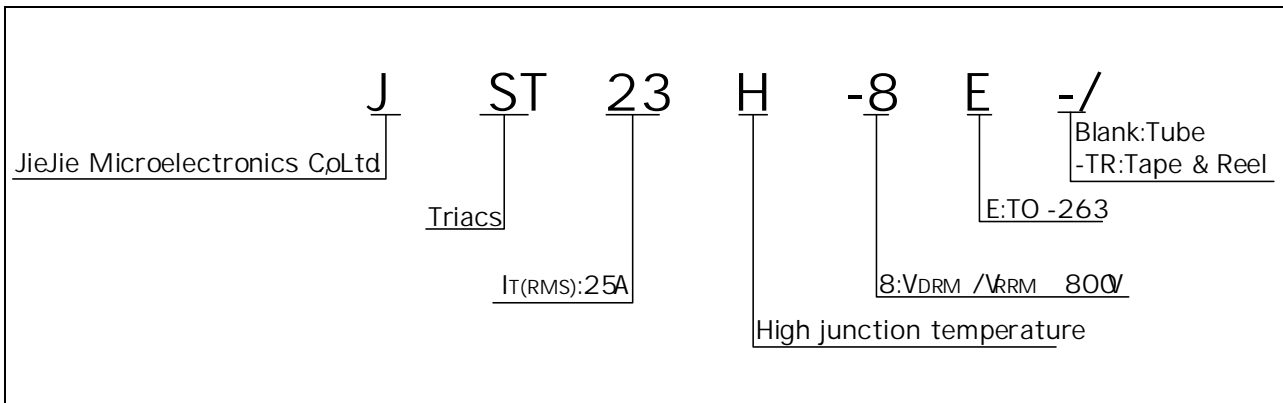 J ST 23 H -8 E -/
Blank:Tube
-TR:Tape & Reel
JieJie Microelectronics Co,Ltd
E:TO -263
Triacs
IT(RMS):25A
8:VDRM /VRRM 800V
High junction temperature